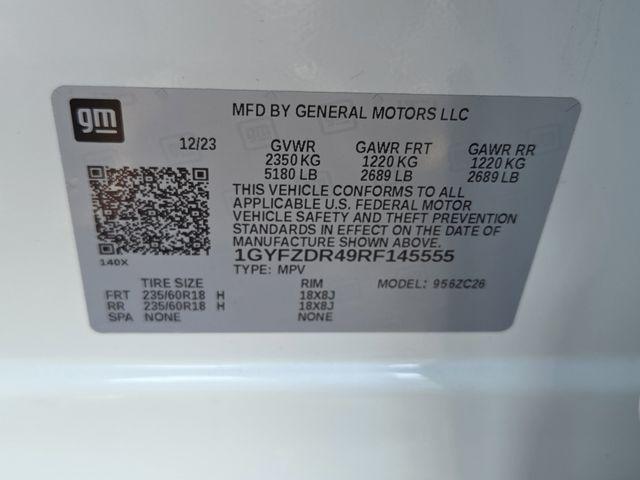 gm
MFD BY GENERAL MOTORS LLC
12/23 GVWR GAWR FRT GAWR RR
2350 KG 1220 KG 1220 KG
5180 LB 2689 LB 2689 LB
THIS VEHICLE CONFORMS TO ALL
APPLICABLE U.S. FEDERAL MOTOR
VEHICLE SAFETY AND THEFT PREVENTION
STANDARDS IN EFFECT ON THE DATE OF
MANUFACTURE SHOWN ABOVE.
140X 1GYFZDR49RF145555
TYPE: MPV MODEL: 956ZC26
TIRE SIZE RIM
FRT 235/60R18 H 18X8J
RR 235/60R18 H 18X8J
SPA NONE NONE